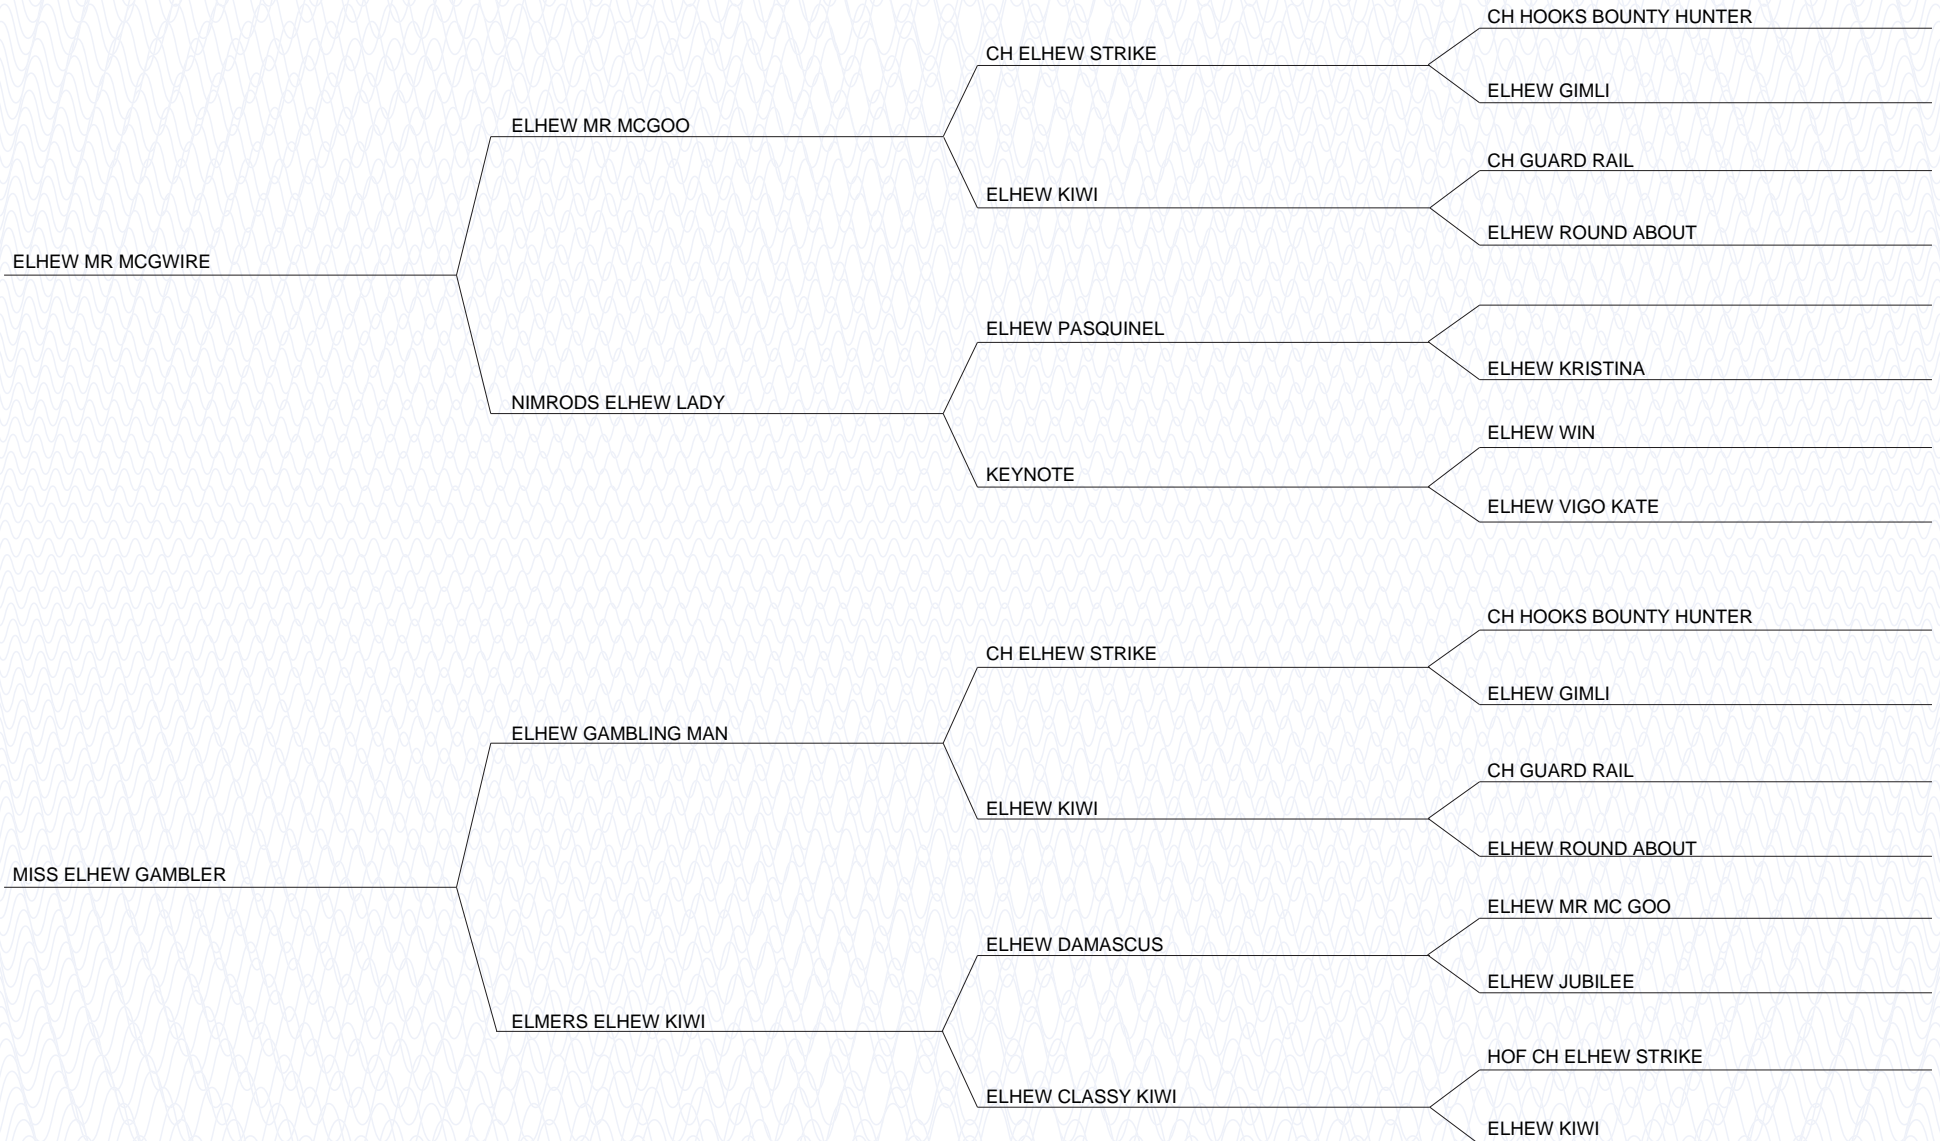 CH HOOKS BOUNTY HUNTER
CH ELHEW STRIKE
ELHEW GIMLI
ELHEW MR MCGOO
CH GUARD RAIL
ELHEW KIWI
ELHEW ROUND ABOUT
ELHEW MR MCGWIRE
ELHEW PASQUINEL
ELHEW KRISTINA
NIMRODS ELHEW LADY
ELHEW WIN
KEYNOTE
ELHEW VIGO KATE
CH HOOKS BOUNTY HUNTER
CH ELHEW STRIKE
ELHEW GIMLI
ELHEW GAMBLING MAN
CH GUARD RAIL
ELHEW KIWI
ELHEW ROUND ABOUT
MISS ELHEW GAMBLER
ELHEW MR MC GOO
ELHEW DAMASCUS
ELHEW JUBILEE
ELMERS ELHEW KIWI
HOF CH ELHEW STRIKE
ELHEW CLASSY KIWI
ELHEW KIWI